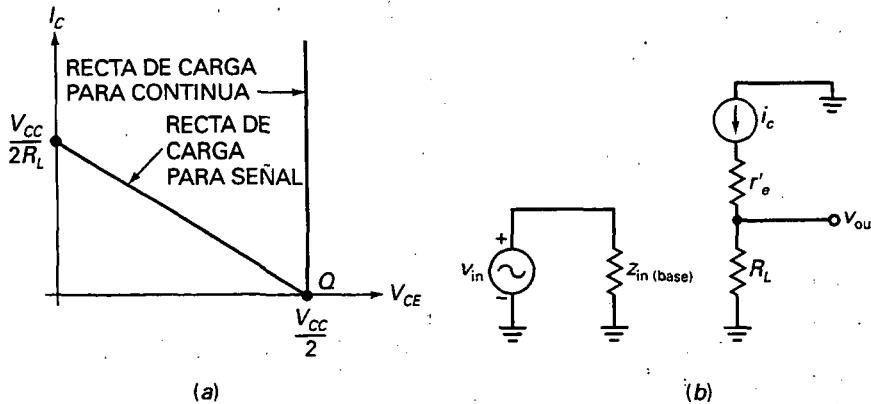 I_C
RECTA DE CARGA
PARA CONTINUA
RECTA DE
CARGA
PARA SEÑAL
V_CC
2R_L
Q
V_CE
V_CC
2
(a)
i_c
r'_e
v_ou
v_in
+
−
z_in (base)
R_L
(b)